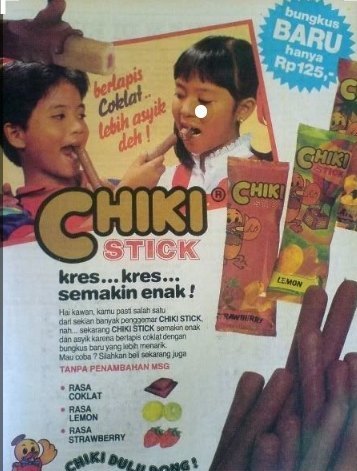 bungkus
BARU
hanya
Rp125,-
berlapis
Coklat..
lebih asyik
deh !
CHIKI®
STICK
CHIKI
CHIKI
CHIKI
STRAWBERRY
LEMON
kres...kres...
semakin enak !
Hai kawan, kamu pasti salah satu
dari sekian banyak penggemar CHIKI STICK,
nah... sekarang CHIKI STICK semakin enak
dan asyik karena berlapis coklat dengan
bungkus baru yang lebih menarik.
Mau coba ? Silahkan beli sekarang juga
TANPA PENAMBAHAN MSG
• RASA
COKLAT
• RASA
LEMON
• RASA
STRAWBERRY
CHIKI DULU DONG !